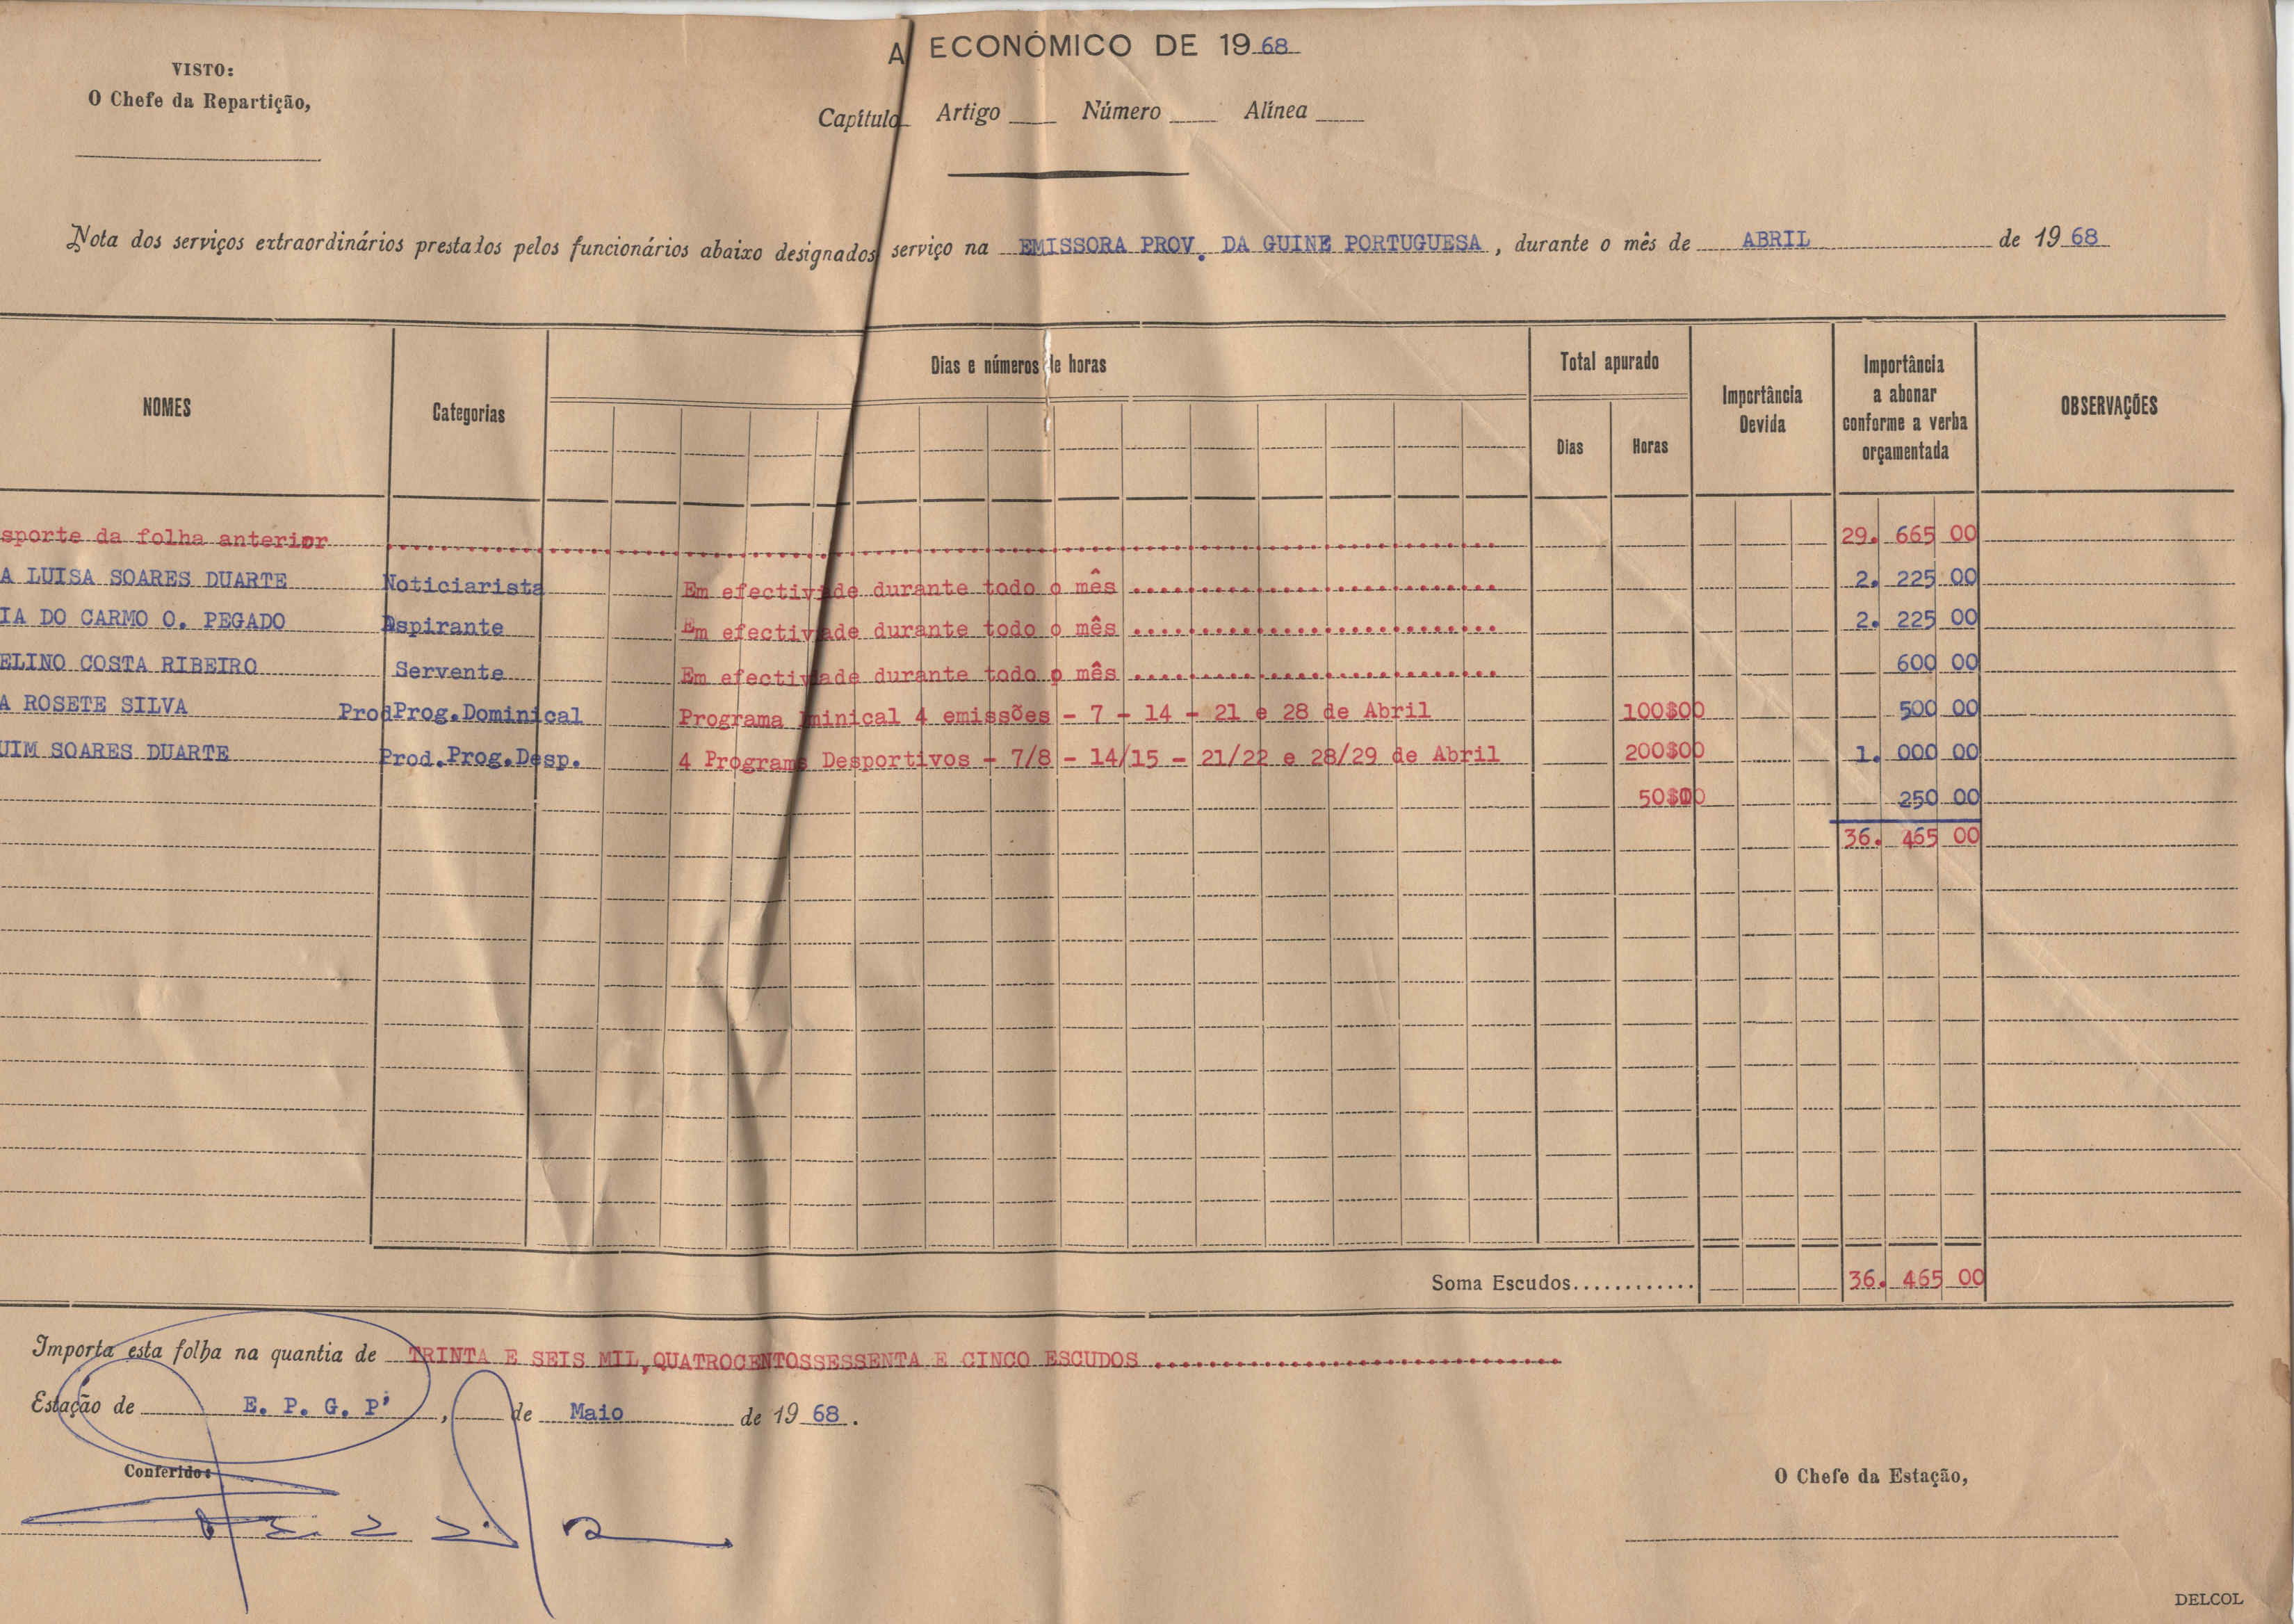 A ECONÓMICO DE 1968
VISTO:
O Chefe da Repartição,
Capítulo Artigo Número Alínea
Nota dos serviços extraordinários prestados pelos funcionários abaixo designados serviço na EMISSORA PROV. DA GUINE PORTUGUESA, durante o mês de ABRIL de 1968
NOMES Categorias Dias e números de horas Total apurado Dias Horas Importância Devida Importância a abonar conforme a verba orçamentada OBSERVAÇÕES
sporte da folha anterior 29. 665 00
A LUISA SOARES DUARTE Noticiarista Em efectividade durante todo o mês 2. 225 00
IA DO CARMO O. PEGADO Aspirante Em efectivade durante todo o mês 2. 225 00
ELINO COSTA RIBEIRO Servente Em efectivade durante todo o mês 600 00
A ROSETE SILVA ProdProg.Dominical Programa minical 4 emissões - 7 - 14 - 21 e 28 de Abril 100$00 500 00
UIM SOARES DUARTE Prod.Prog.Desp. 4 Programs Desportivos - 7/8 - 14/15 - 21/22 e 28/29 de Abril 200$00 1. 000 00
50$00 250 00
36. 465 00
Soma Escudos............ 36. 465 00
Importa esta folha na quantia de TRINTA E SEIS MIL,QUATROCENTOSSESSENTA E CINCO ESCUDOS
Estação de E. P. G. P' , de Maio de 1968.
Conferido:
O Chefe da Estação,
DELCOL